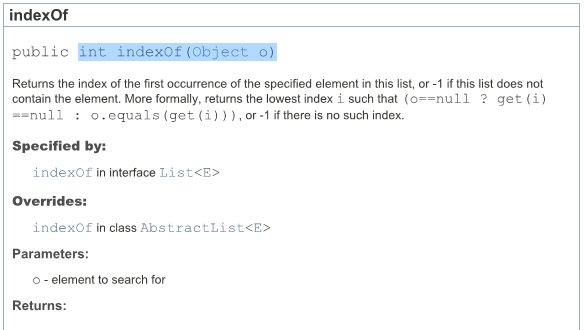 indexOf
public int indexOf(Object o)
Returns the index of the first occurrence of the specified element in this list, or -1 if this list does not
contain the element. More formally, returns the lowest index i such that (o==null ? get(i)
==null : o.equals(get(i))), or -1 if there is no such index.
Specified by:
indexOf in interface List<E>
Overrides:
indexOf in class AbstractList<E>
Parameters:
o - element to search for
Returns: